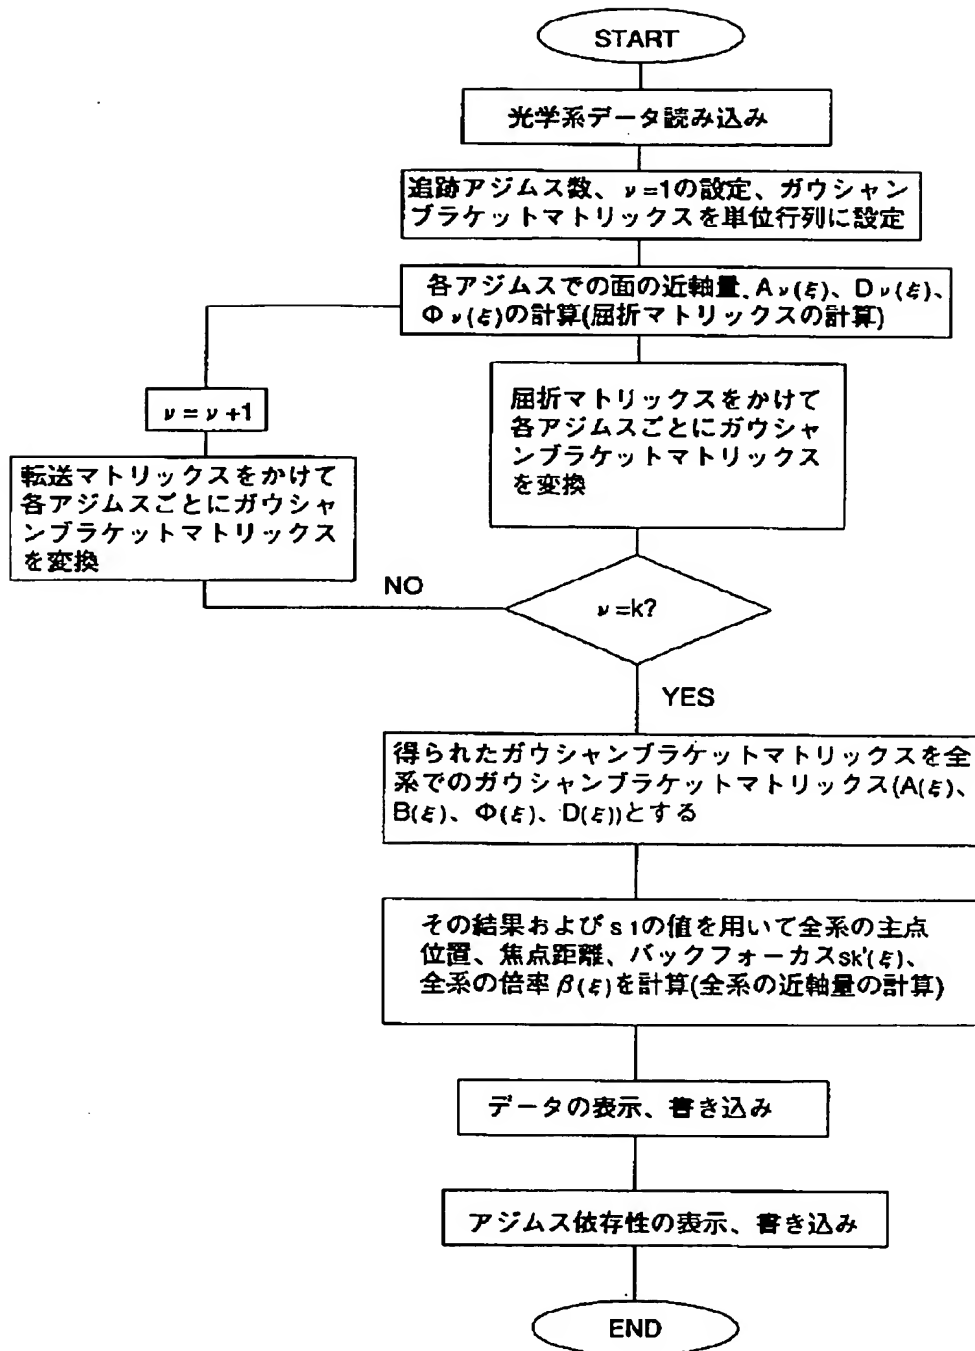 START
光学系データ読み込み
追跡アジムス数、ν=1の設定、ガウシャン
ブラケットマトリックスを単位行列に設定
各アジムスでの面の近軸量、Aν(ξ)、Dν(ξ)、
Φν(ξ)の計算(屈折マトリックスの計算)
屈折マトリックスをかけて
各アジムスごとにガウシャ
ンブラケットマトリックス
を変換
ν=ν+1
転送マトリックスをかけて
各アジムスごとにガウシャ
ンブラケットマトリックス
を変換
NO
ν=k?
YES
得られたガウシャンブラケットマトリックスを全
系でのガウシャンブラケットマトリックス(A(ξ)、
B(ξ)、Φ(ξ)、D(ξ))とする
その結果およびs1の値を用いて全系の主点
位置、焦点距離、バックフォーカスsk'(ξ)、
全系の倍率β(ξ)を計算(全系の近軸量の計算)
データの表示、書き込み
アジムス依存性の表示、書き込み
END